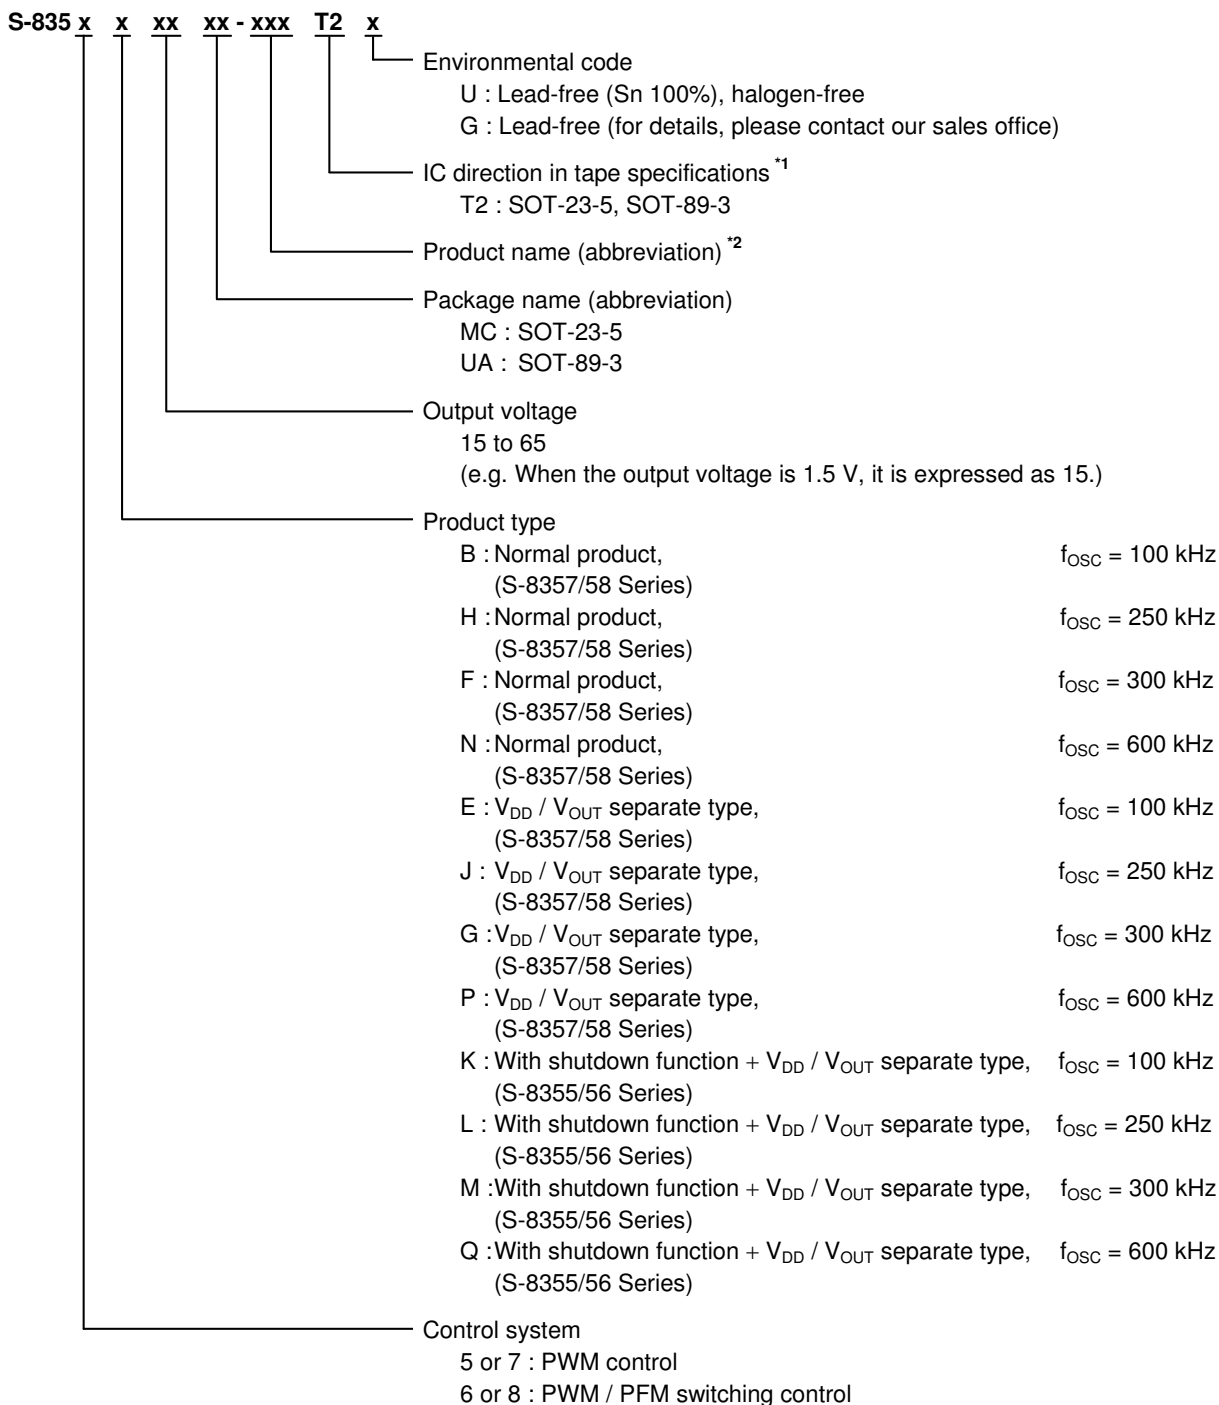 S-835 x x xx xx - xxx T2 x
Environmental code
U : Lead-free (Sn 100%), halogen-free
G : Lead-free (for details, please contact our sales office)
IC direction in tape specifications *1
T2 : SOT-23-5, SOT-89-3
Product name (abbreviation) *2
Package name (abbreviation)
MC : SOT-23-5
UA : SOT-89-3
Output voltage
15 to 65
(e.g. When the output voltage is 1.5 V, it is expressed as 15.)
Product type
B : Normal product, fOSC = 100 kHz
(S-8357/58 Series)
H : Normal product, fOSC = 250 kHz
(S-8357/58 Series)
F : Normal product, fOSC = 300 kHz
(S-8357/58 Series)
N : Normal product, fOSC = 600 kHz
(S-8357/58 Series)
E : VDD / VOUT separate type, fOSC = 100 kHz
(S-8357/58 Series)
J : VDD / VOUT separate type, fOSC = 250 kHz
(S-8357/58 Series)
G : VDD / VOUT separate type, fOSC = 300 kHz
(S-8357/58 Series)
P : VDD / VOUT separate type, fOSC = 600 kHz
(S-8357/58 Series)
K : With shutdown function + VDD / VOUT separate type, fOSC = 100 kHz
(S-8355/56 Series)
L : With shutdown function + VDD / VOUT separate type, fOSC = 250 kHz
(S-8355/56 Series)
M : With shutdown function + VDD / VOUT separate type, fOSC = 300 kHz
(S-8355/56 Series)
Q : With shutdown function + VDD / VOUT separate type, fOSC = 600 kHz
(S-8355/56 Series)
Control system
5 or 7 : PWM control
6 or 8 : PWM / PFM switching control